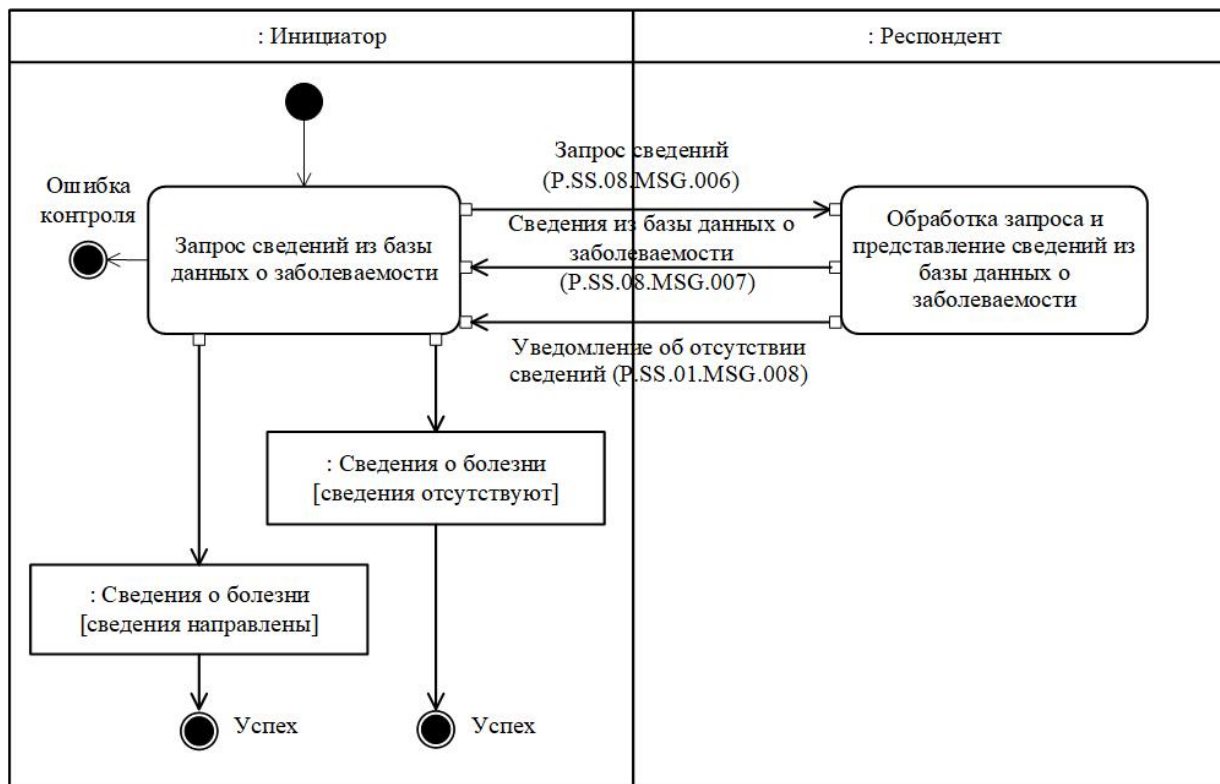 : Инициатор
: Респондент
Запрос сведений
(P.SS.08.MSG.006)
Ошибка
контроля
Запрос сведений из базы
данных о заболеваемости
Сведения из базы данных о
заболеваемости
(P.SS.08.MSG.007)
Обработка запроса и
представление сведений из
базы данных о
заболеваемости
Уведомление об отсутствии
сведений (P.SS.01.MSG.008)
: Сведения о болезни
[сведения отсутствуют]
: Сведения о болезни
[сведения направлены]
Успех
Успех